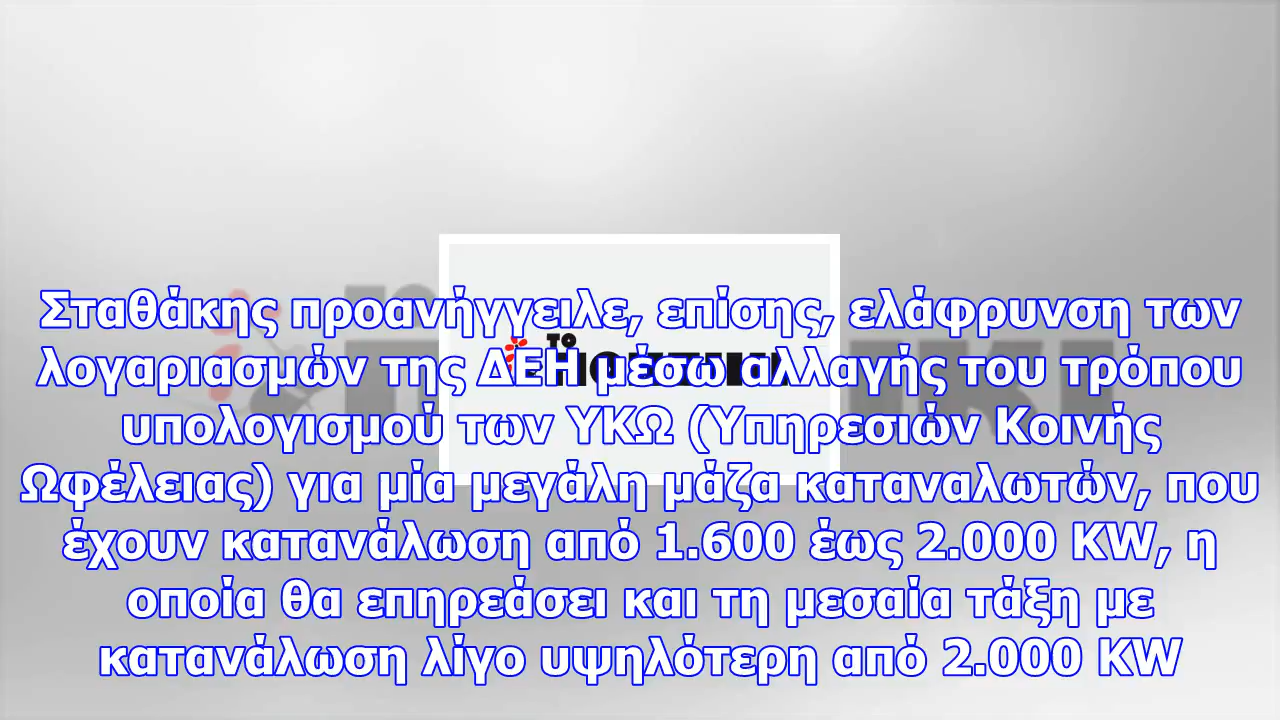 Σταθάκης προανήγγειλε, επίσης, ελάφρυνση των
λογαριασμών της ΔΕΗ μέσω αλλαγής του τρόπου
υπολογισμού των ΥΚΩ (Υπηρεσιών Κοινής
Ωφέλειας) για μία μεγάλη μάζα καταναλωτών, που
έχουν κατανάλωση από 1.600 έως 2.000 KW, η
οποία θα επηρεάσει και τη μεσαία τάξη με
κατανάλωση λίγο υψηλότερη από 2.000 KW
ΤΟ